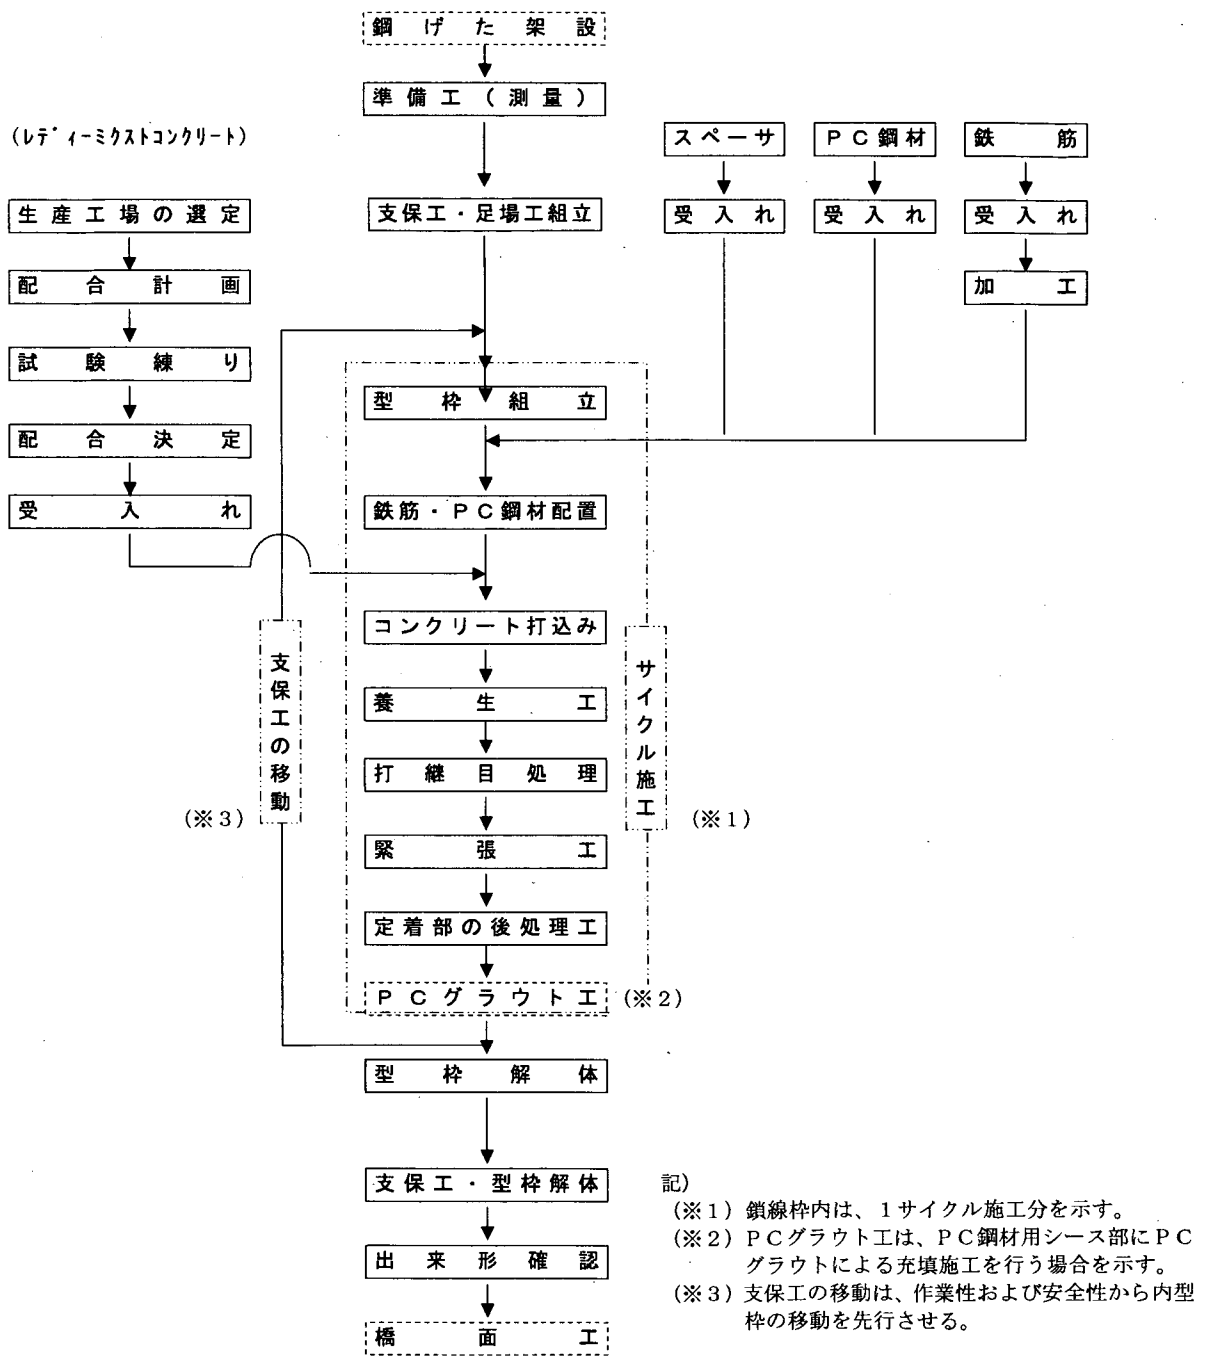 鋼げた架設
準備工(測量)
(ﾚﾃﾞｨｰﾐｸｽﾄｺﾝｸﾘｰﾄ)
スペーサ
PC鋼材
鉄筋
生産工場の選定
支保工・足場工組立
受入れ
受入れ
受入れ
配合計画
加工
試験練り
型枠組立
配合決定
受入れ
鉄筋・PC鋼材配置
コンクリート打込み
支保工の移動
サイクル施工
養生工
打継目処理
(※3)
(※1)
緊張工
定着部の後処理工
PCグラウト工
(※2)
型枠解体
支保工・型枠解体
出来形確認
橋面工
記)
(※1) 鎖線枠内は、1サイクル施工分を示す。
(※2) PCグラウト工は、PC鋼材用シース部にPC
グラウトによる充填施工を行う場合を示す。
(※3) 支保工の移動は、作業性および安全性から内型
枠の移動を先行させる。